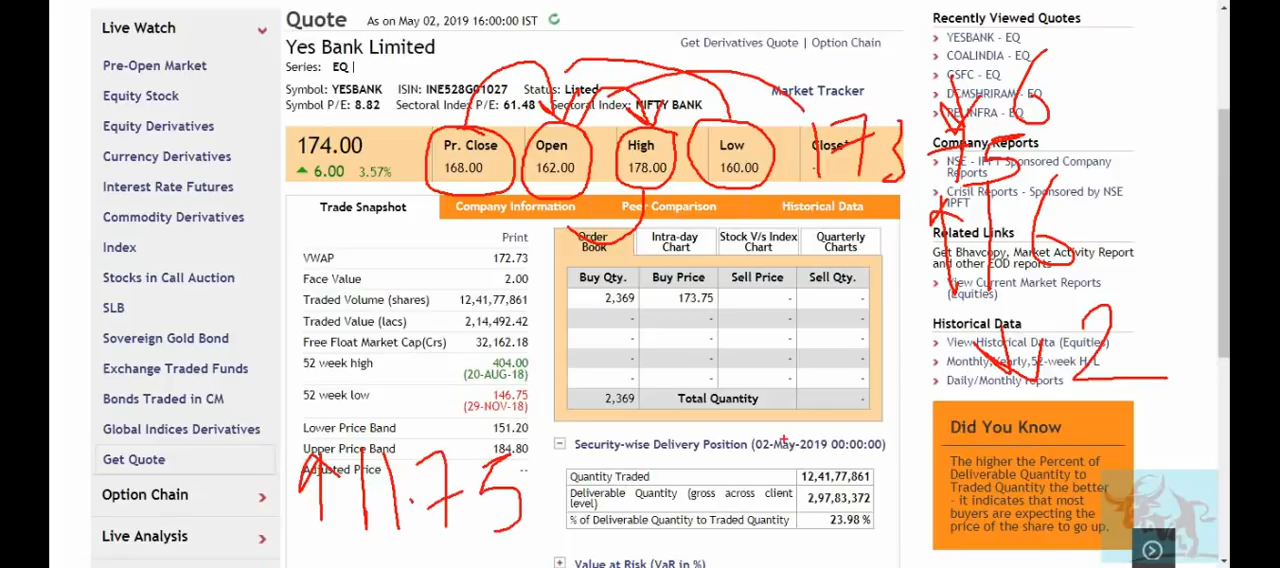 Live Watch
Pre-Open Market
Equity Stock
Equity Derivatives
Currency Derivatives
Interest Rate Futures
Commodity Derivatives
Index
Stocks in Call Auction
SLB
Sovereign Gold Bond
Exchange Traded Funds
Bonds Traded in CM
Global Indices Derivatives
Get Quote
Option Chain
Live Analysis
Quote As on May 02, 2019 16:00:00 IST
Yes Bank Limited
Get Derivatives Quote | Option Chain
Series: EQ |
Symbol: YESBANK ISIN: INE528G01027 Status: Listed
Market Tracker
Symbol P/E: 8.82 Sectoral Index P/E: 61.48 Sectoral Index: NIFTY BANK
174.00
6.00 3.57%
Pr. Close Open High Low Close*
168.00 162.00 178.00 160.00 -
173
Trade Snapshot Company Information Peer Comparison Historical Data
Print
VWAP 172.73
Face Value 2.00
Traded Volume (shares) 12,41,77,861
Traded Value (lacs) 2,14,492.42
Free Float Market Cap(Crs) 32,162.18
52 week high 404.00
(20-AUG-18)
52 week low 146.75
(29-NOV-18)
Lower Price Band 151.20
Upper Price Band 184.80
Adjusted Price --
11.75
Order Book Intra-day Chart Stock V/s Index Chart Quarterly Charts
Buy Qty. Buy Price Sell Price Sell Qty.
2,369 173.75 - -
- - - -
- - - -
- - - -
- - - -
2,369 Total Quantity -
Security-wise Delivery Position (02-May-2019 00:00:00)
Quantity Traded 12,41,77,861
Deliverable Quantity (gross across client level) 2,97,83,372
% of Deliverable Quantity to Traded Quantity 23.98 %
Value at Risk (VaR in %)
Recently Viewed Quotes
YESBANK - EQ
COALINDIA - EQ
GSFC - EQ
DCMSHRIRAM - EQ
RELINFRA - EQ
6
Company Reports
NSE - IFFT Sponsored Company
Reports
Crisil Reports - Sponsored by NSE
IPFT
6
Related Links
Get Bhavcopy, Market Activity Report
and other EOD reports
View Current Market Reports
(Equities)
Historical Data
View Historical Data (Equities)
Monthly,Yearly,52-week H/L
Daily/Monthly reports
2
Did You Know
The higher the Percent of
Deliverable Quantity to
Traded Quantity the better
- it indicates that most
buyers are expecting the
price of the share to go up.